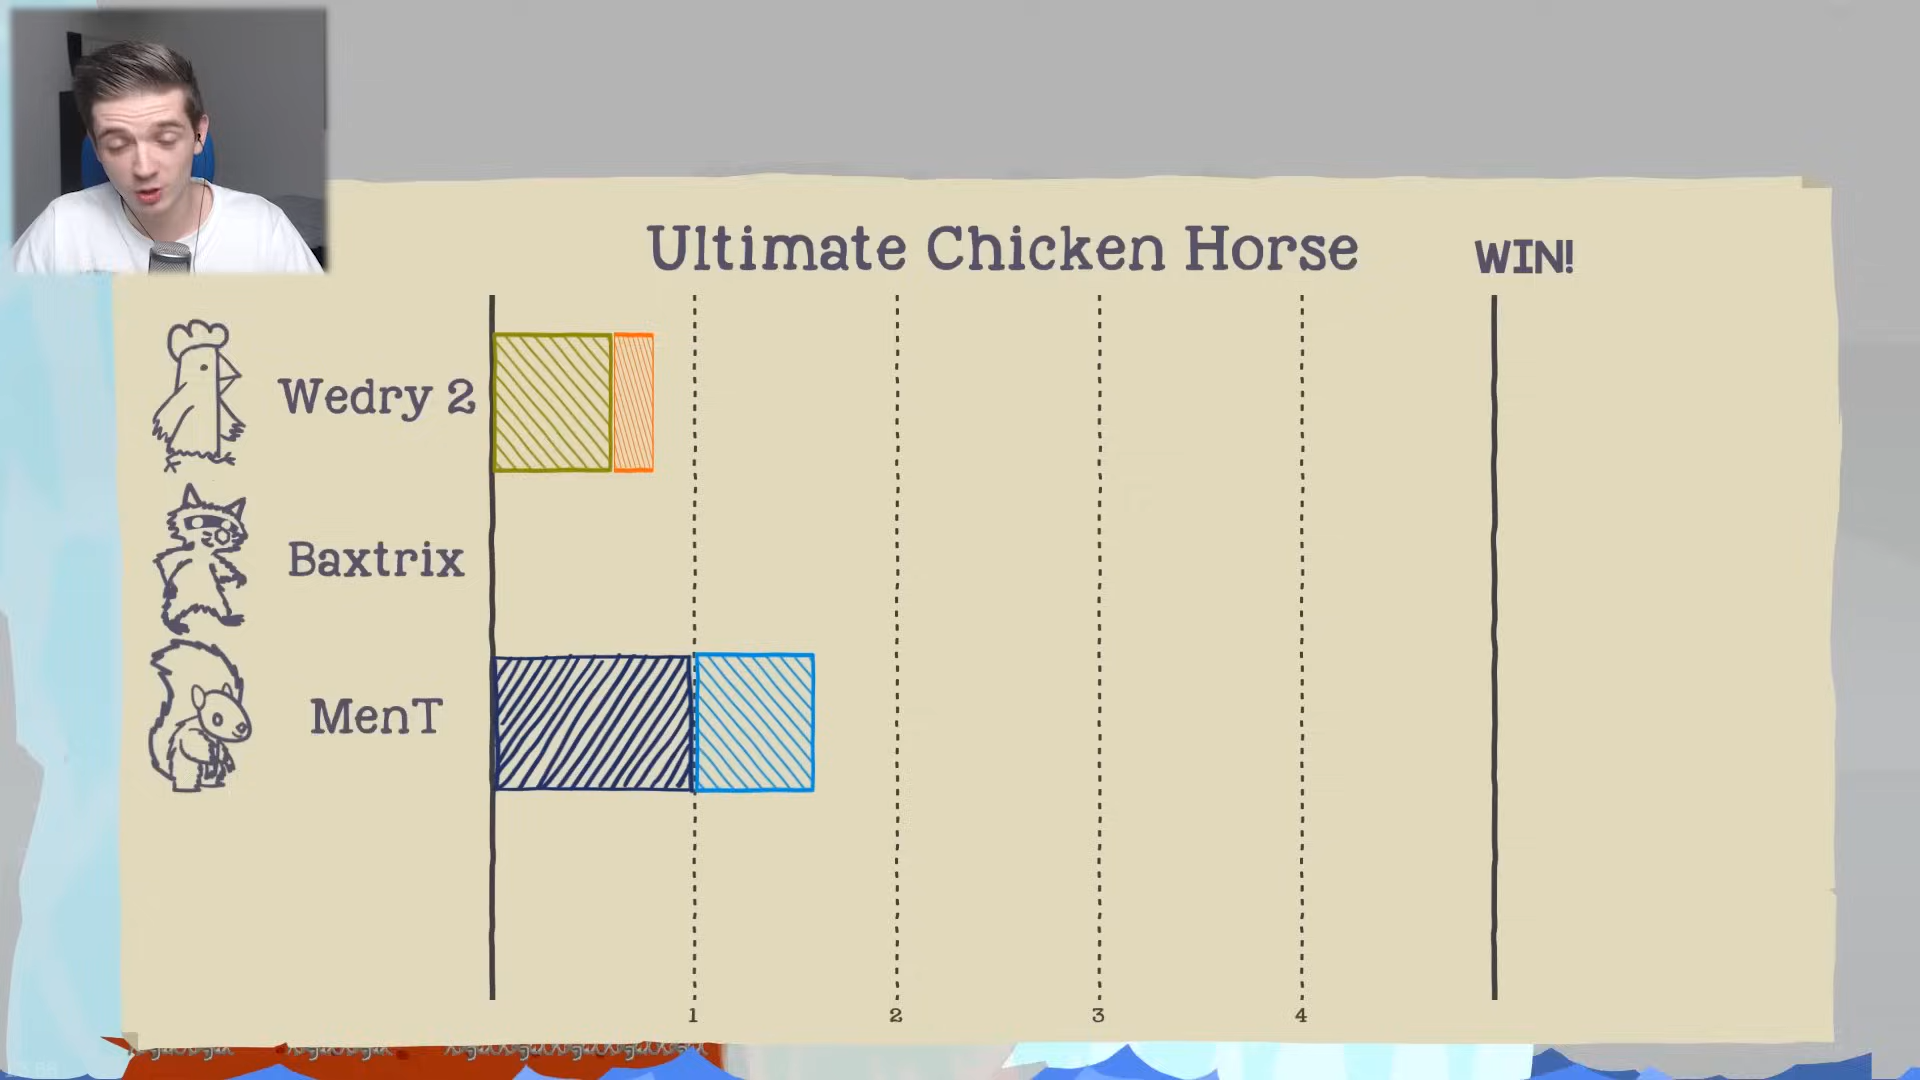 Ultimate Chicken Horse
WIN!
Wedry 2
Baxtrix
MenT
1 2 3 4